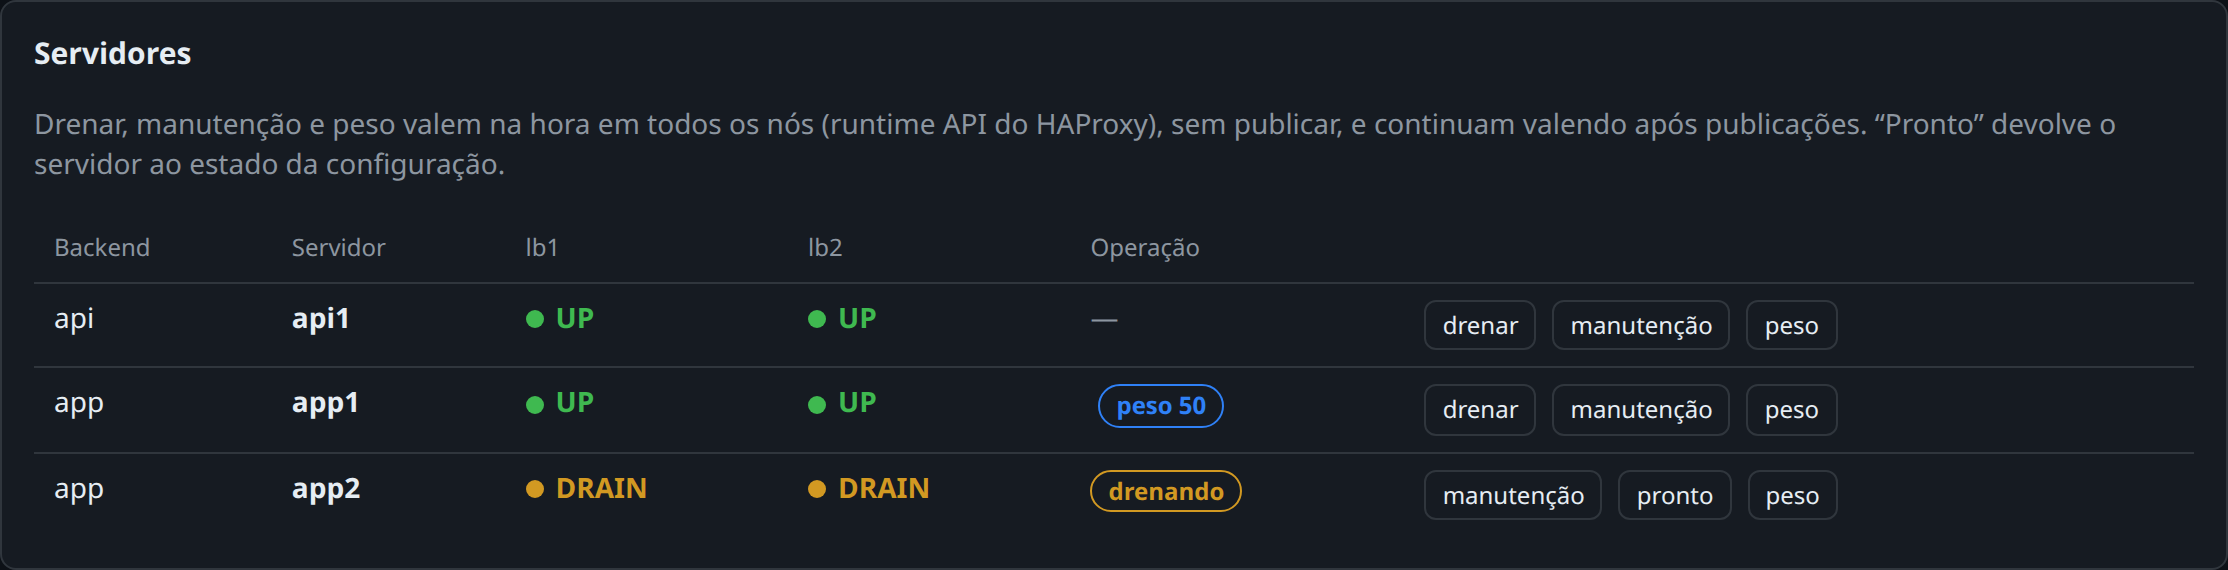 Servidores
Drenar, manutenção e peso valem na hora em todos os nós (runtime API do HAProxy), sem publicar, e continuam valendo após publicações. “Pronto” devolve o
servidor ao estado da configuração.
Backend Servidor lb1 lb2 Operação
api api1 UP UP — drenar manutenção peso
app app1 UP UP peso 50 drenar manutenção peso
app app2 DRAIN DRAIN drenando manutenção pronto peso